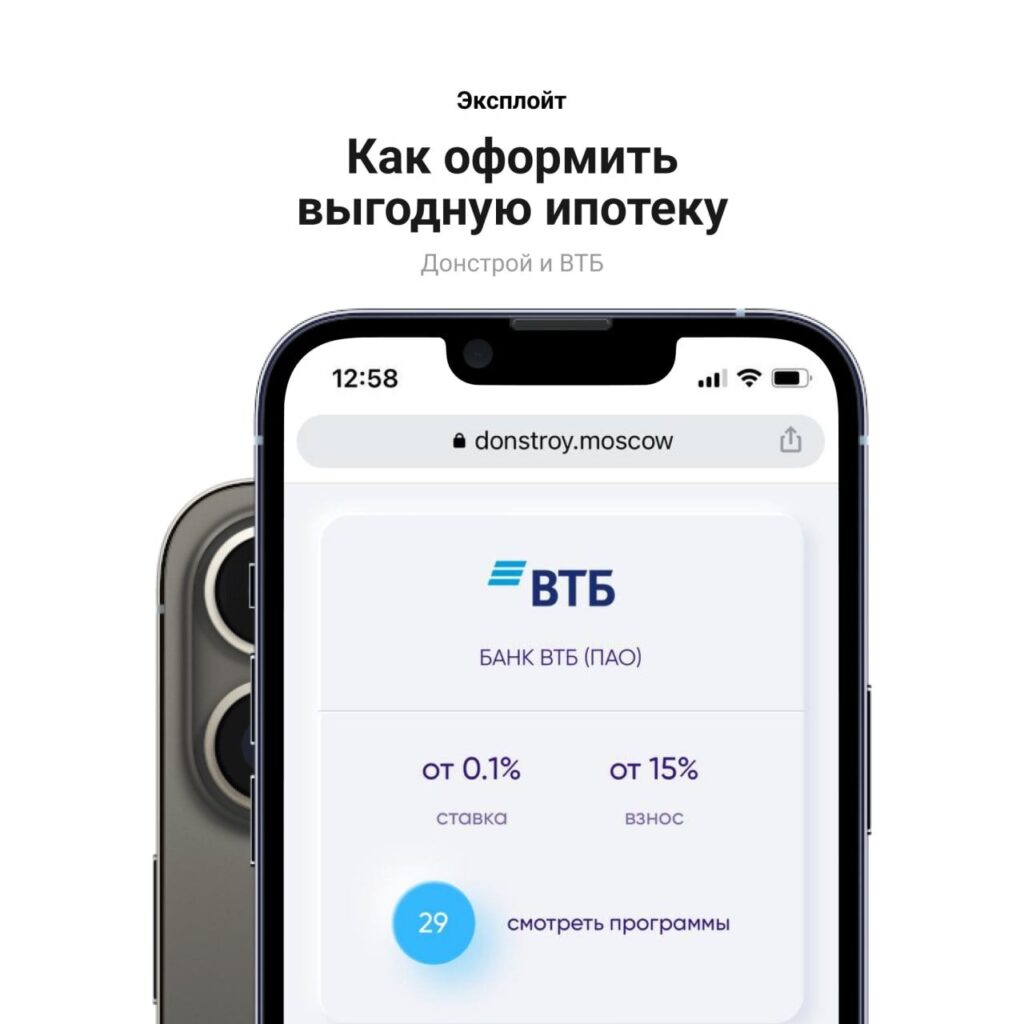 Эксплойт
Как оформить
выгодную ипотеку
Донстрой и ВТБ
12:58
donstroy.moscow
ВТБ
БАНК ВТБ (ПАО)
от 0.1% от 15%
ставка взнос
29 смотреть программы